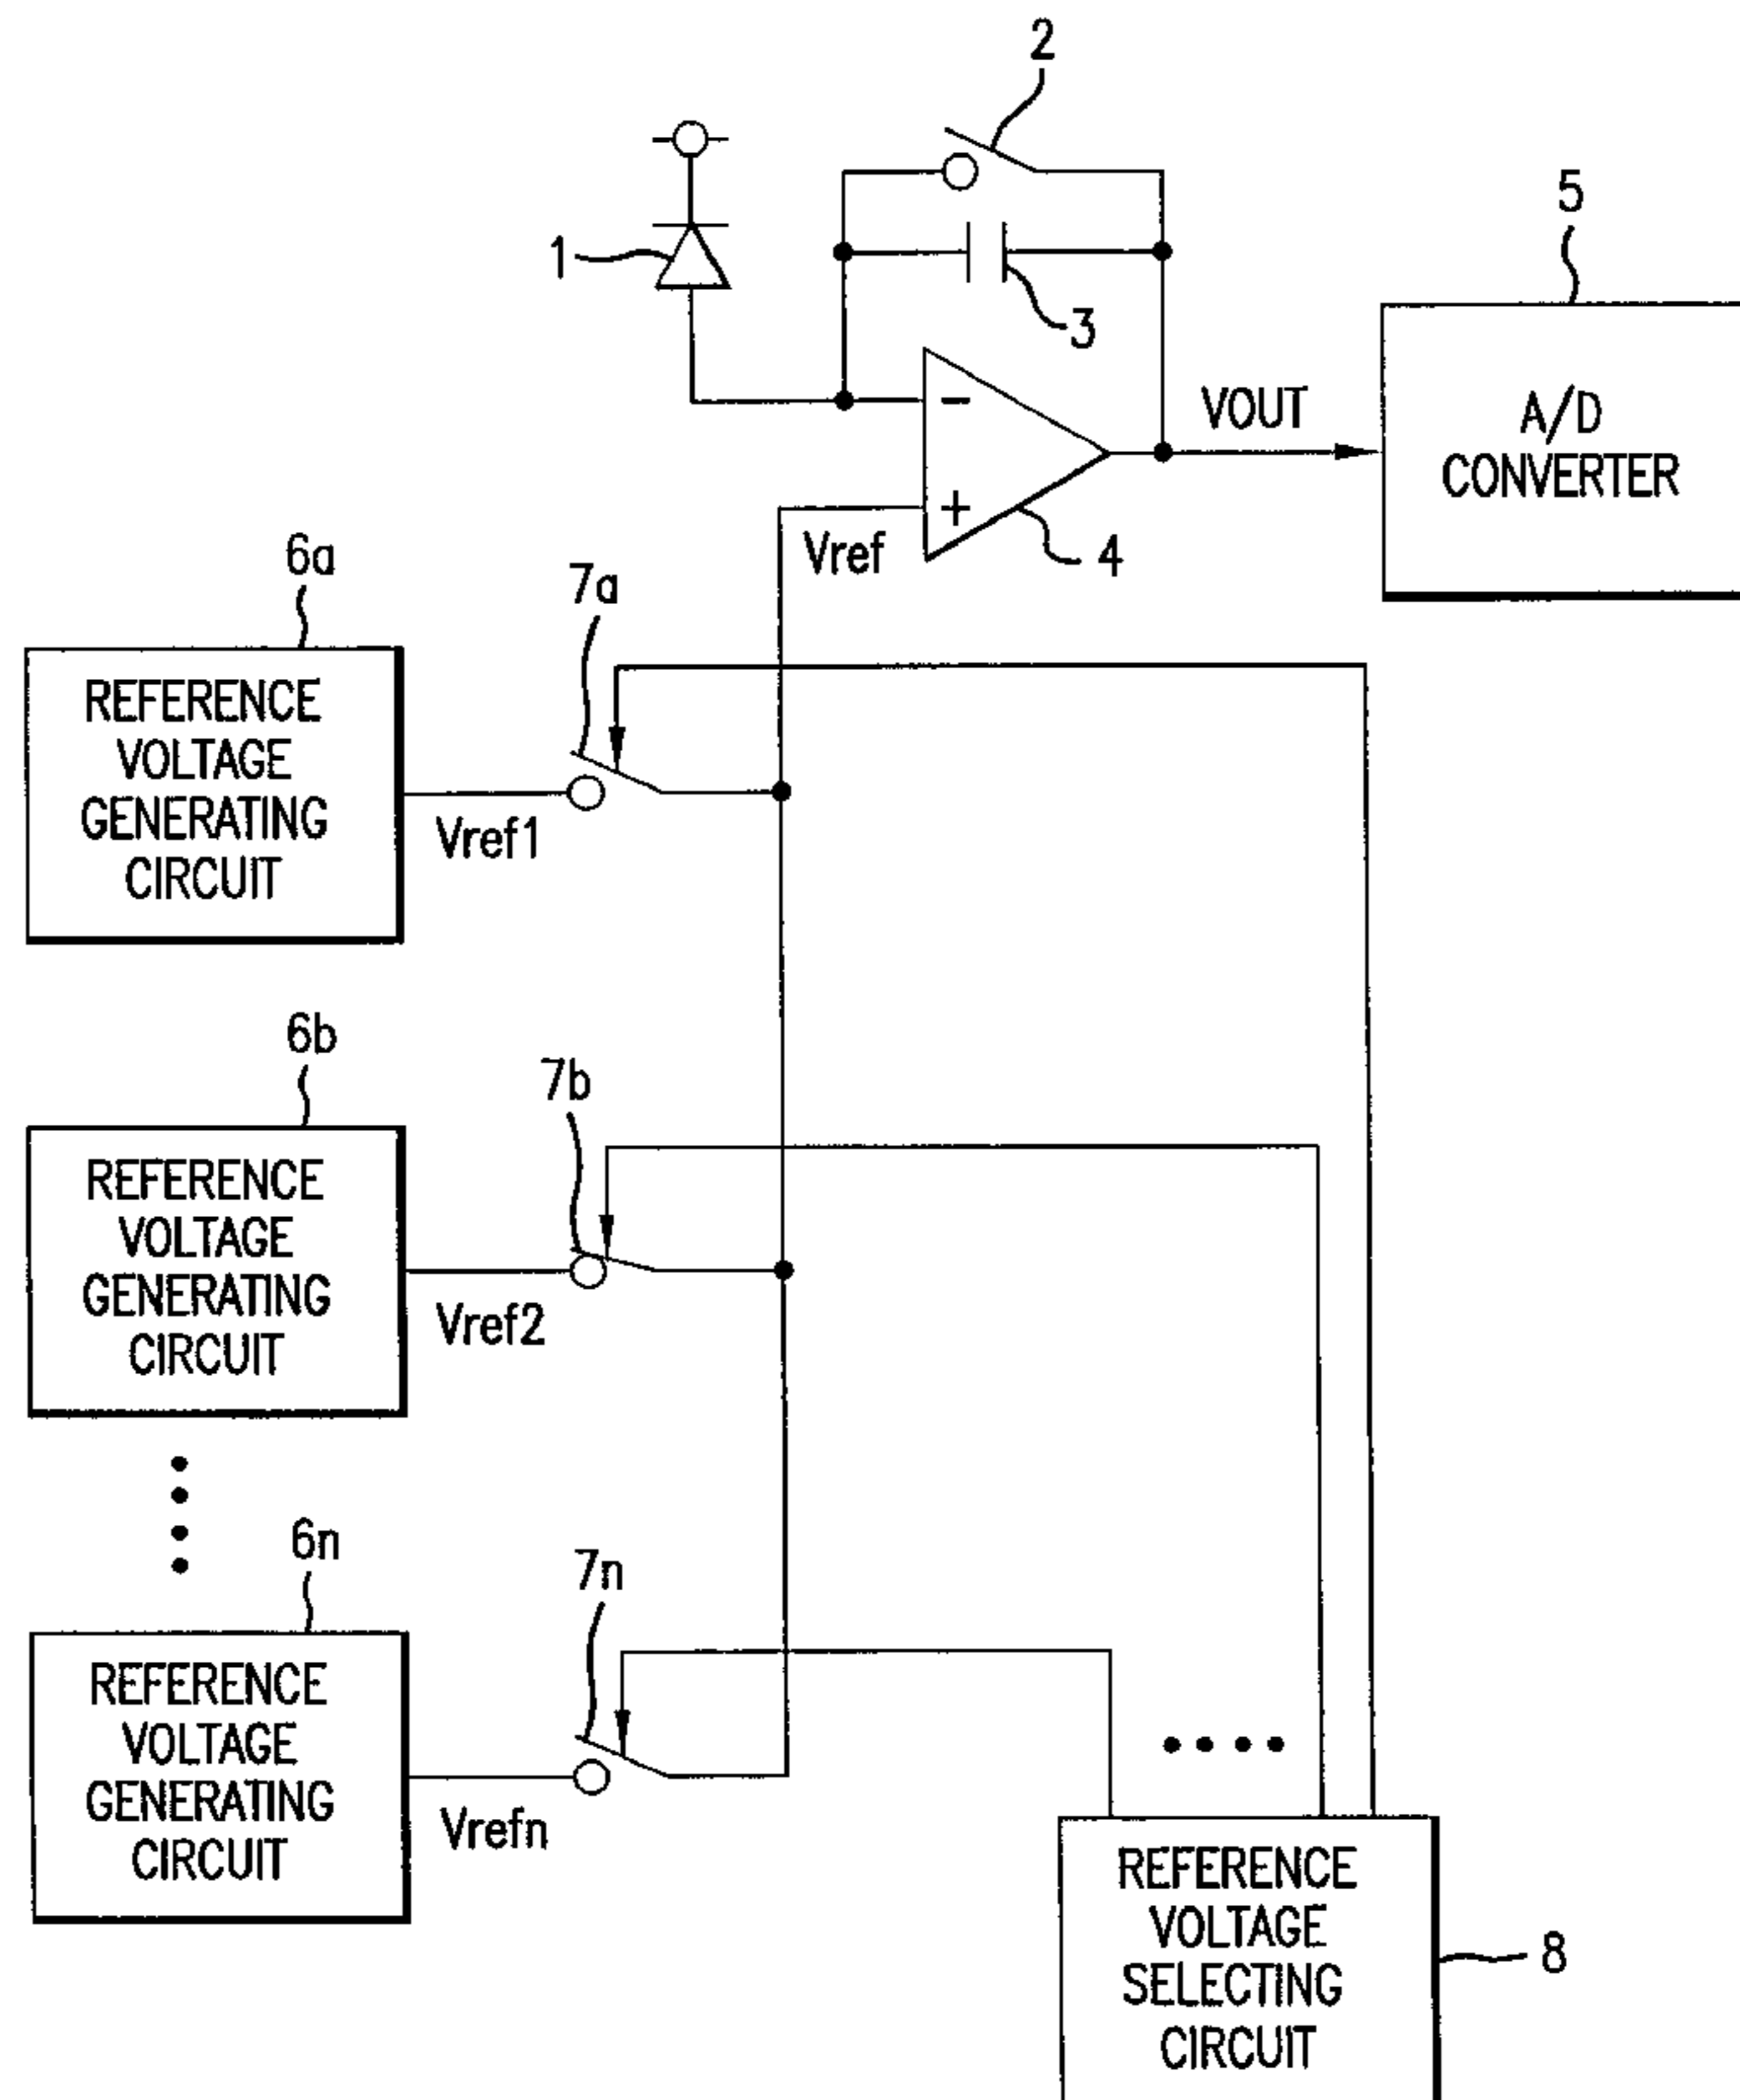 2
1
5
3
VOUT
A/D
CONVERTER
-
+
Vref
4
6a
7a
REFERENCE
VOLTAGE
GENERATING
CIRCUIT
Vref1
6b
7b
REFERENCE
VOLTAGE
GENERATING
CIRCUIT
Vref2
6n
7n
REFERENCE
VOLTAGE
GENERATING
CIRCUIT
Vrefn
REFERENCE
VOLTAGE
SELECTING
CIRCUIT
8